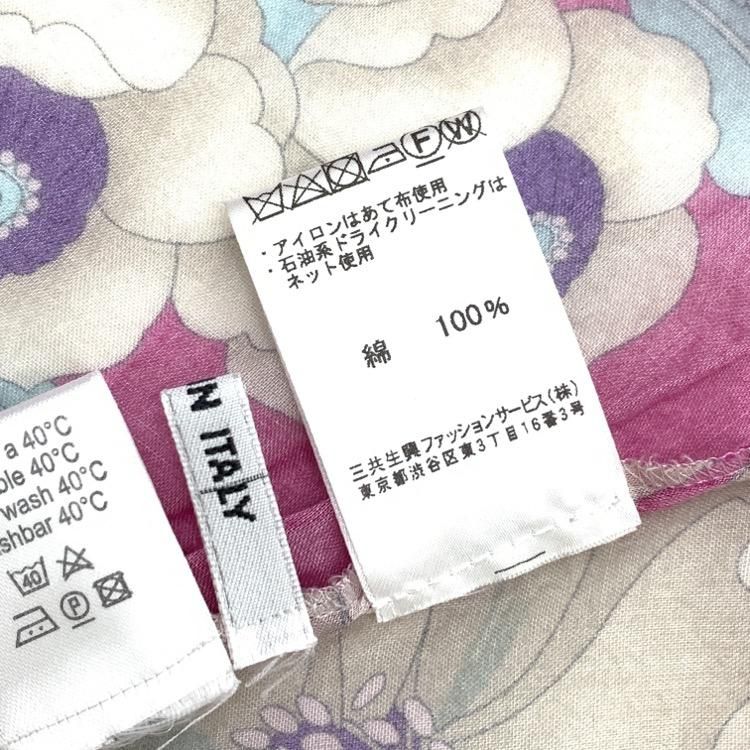 F W
・アイロンはあて布使用
・石油系ドライクリーニングは
ネット使用
綿 100%
三共生興ファッションサービス(株)
東京都渋谷区東3丁目16番3号
N ITALY
a 40°C
40°C
wash 40°C
40°C
40
P